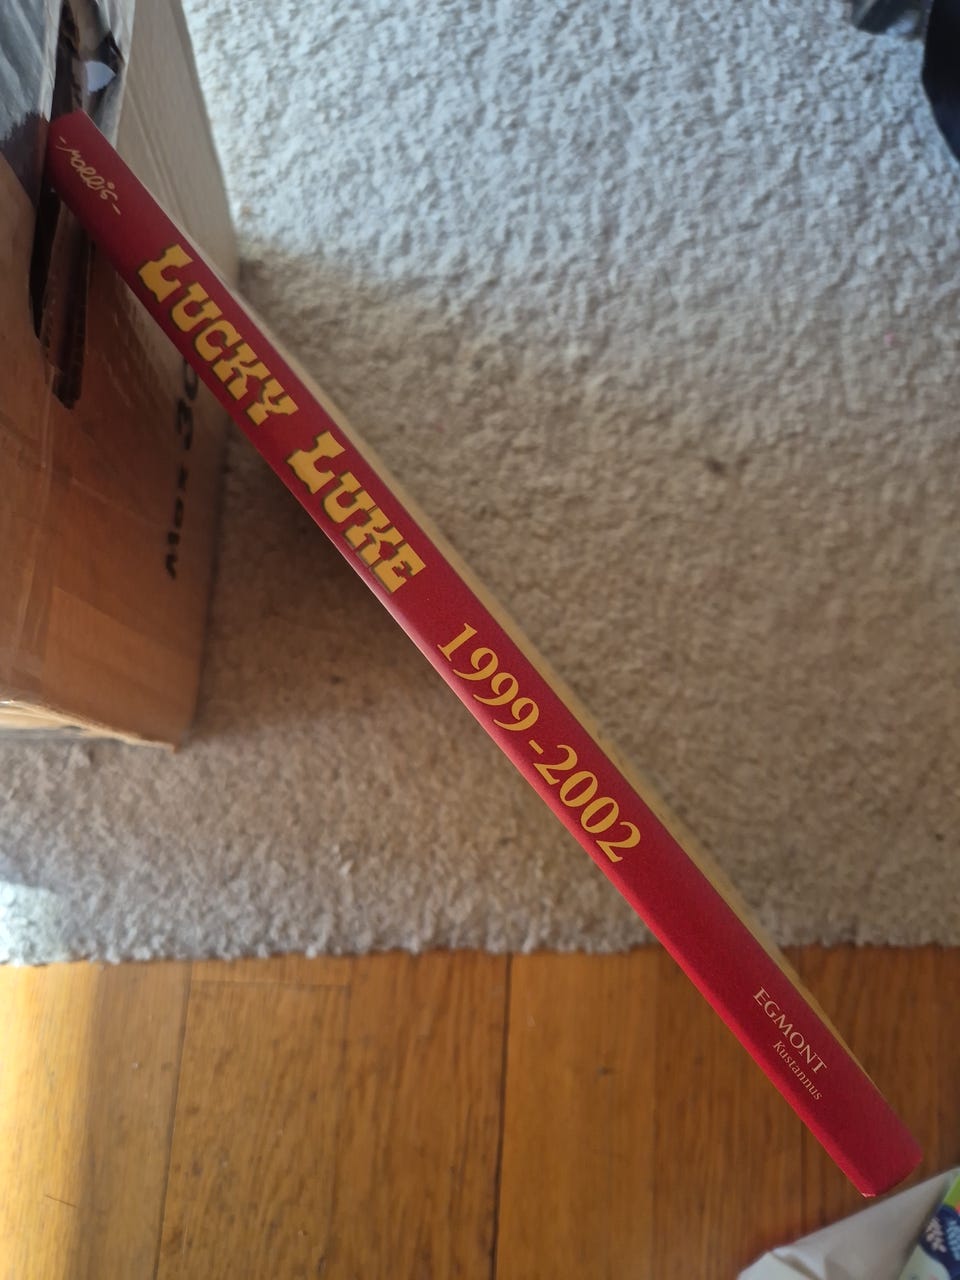 -MORRIS-
LUCKY LUKE
1999-2002
EGMONT
Kustannus